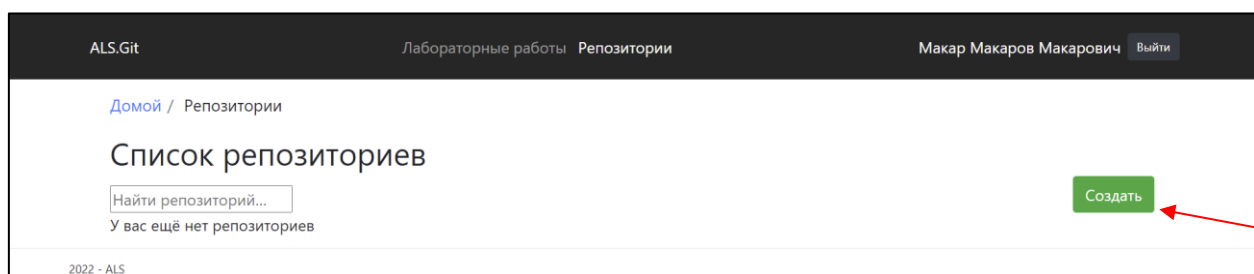 ALS.Git Лабораторные работы Репозитории Макар Макаров Макарович Выйти
Домой / Репозитории
Список репозиториев
Найти репозиторий... Создать
У вас ещё нет репозиториев
2022 - ALS